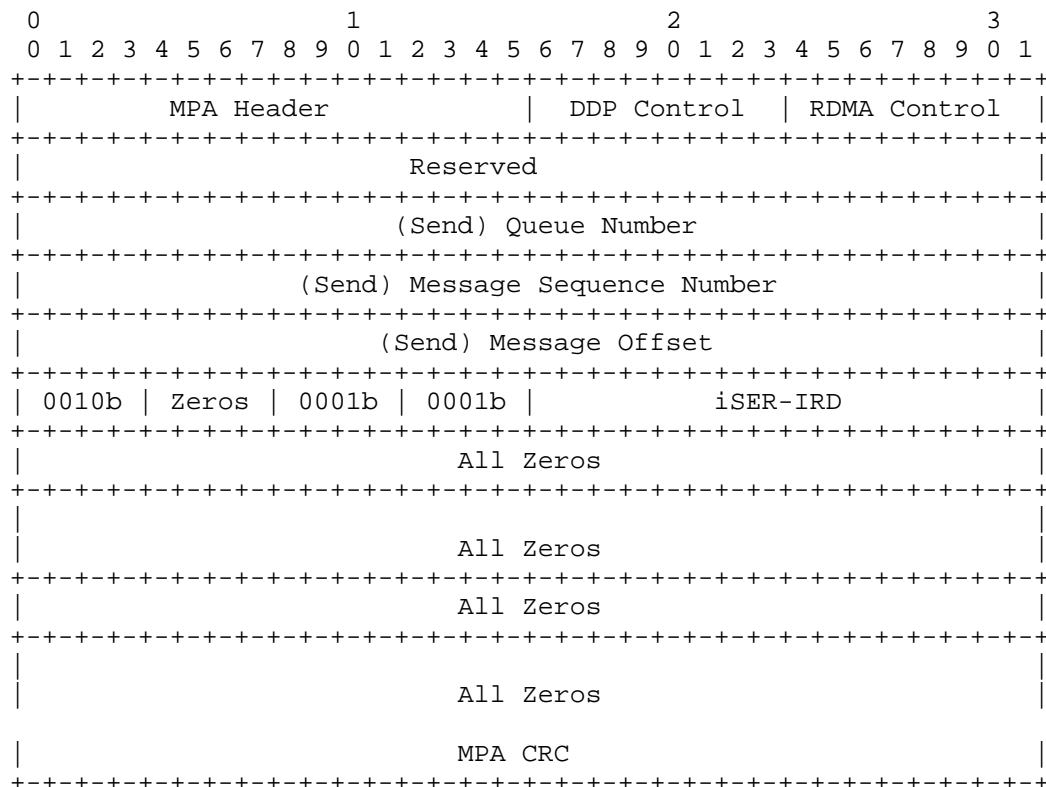 0                   1                   2                   3
 0 1 2 3 4 5 6 7 8 9 0 1 2 3 4 5 6 7 8 9 0 1 2 3 4 5 6 7 8 9 0 1
+-+-+-+-+-+-+-+-+-+-+-+-+-+-+-+-+-+-+-+-+-+-+-+-+-+-+-+-+-+-+-+-+
|         MPA Header            |  DDP Control  | RDMA Control  |
+-+-+-+-+-+-+-+-+-+-+-+-+-+-+-+-+-+-+-+-+-+-+-+-+-+-+-+-+-+-+-+-+
|                        Reserved                               |
+-+-+-+-+-+-+-+-+-+-+-+-+-+-+-+-+-+-+-+-+-+-+-+-+-+-+-+-+-+-+-+-+
|                       (Send) Queue Number                     |
+-+-+-+-+-+-+-+-+-+-+-+-+-+-+-+-+-+-+-+-+-+-+-+-+-+-+-+-+-+-+-+-+
|                 (Send) Message Sequence Number                |
+-+-+-+-+-+-+-+-+-+-+-+-+-+-+-+-+-+-+-+-+-+-+-+-+-+-+-+-+-+-+-+-+
|                      (Send) Message Offset                    |
+-+-+-+-+-+-+-+-+-+-+-+-+-+-+-+-+-+-+-+-+-+-+-+-+-+-+-+-+-+-+-+-+
| 0010b | Zeros | 0001b | 0001b |           iSER-IRD            |
+-+-+-+-+-+-+-+-+-+-+-+-+-+-+-+-+-+-+-+-+-+-+-+-+-+-+-+-+-+-+-+-+
|                           All Zeros                           |
+-+-+-+-+-+-+-+-+-+-+-+-+-+-+-+-+-+-+-+-+-+-+-+-+-+-+-+-+-+-+-+-+
|                                                               |
|                           All Zeros                           |
+-+-+-+-+-+-+-+-+-+-+-+-+-+-+-+-+-+-+-+-+-+-+-+-+-+-+-+-+-+-+-+-+
|                           All Zeros                           |
+-+-+-+-+-+-+-+-+-+-+-+-+-+-+-+-+-+-+-+-+-+-+-+-+-+-+-+-+-+-+-+-+
|                                                               |
|                           All Zeros                           |

|                           MPA CRC                             |
+-+-+-+-+-+-+-+-+-+-+-+-+-+-+-+-+-+-+-+-+-+-+-+-+-+-+-+-+-+-+-+-+